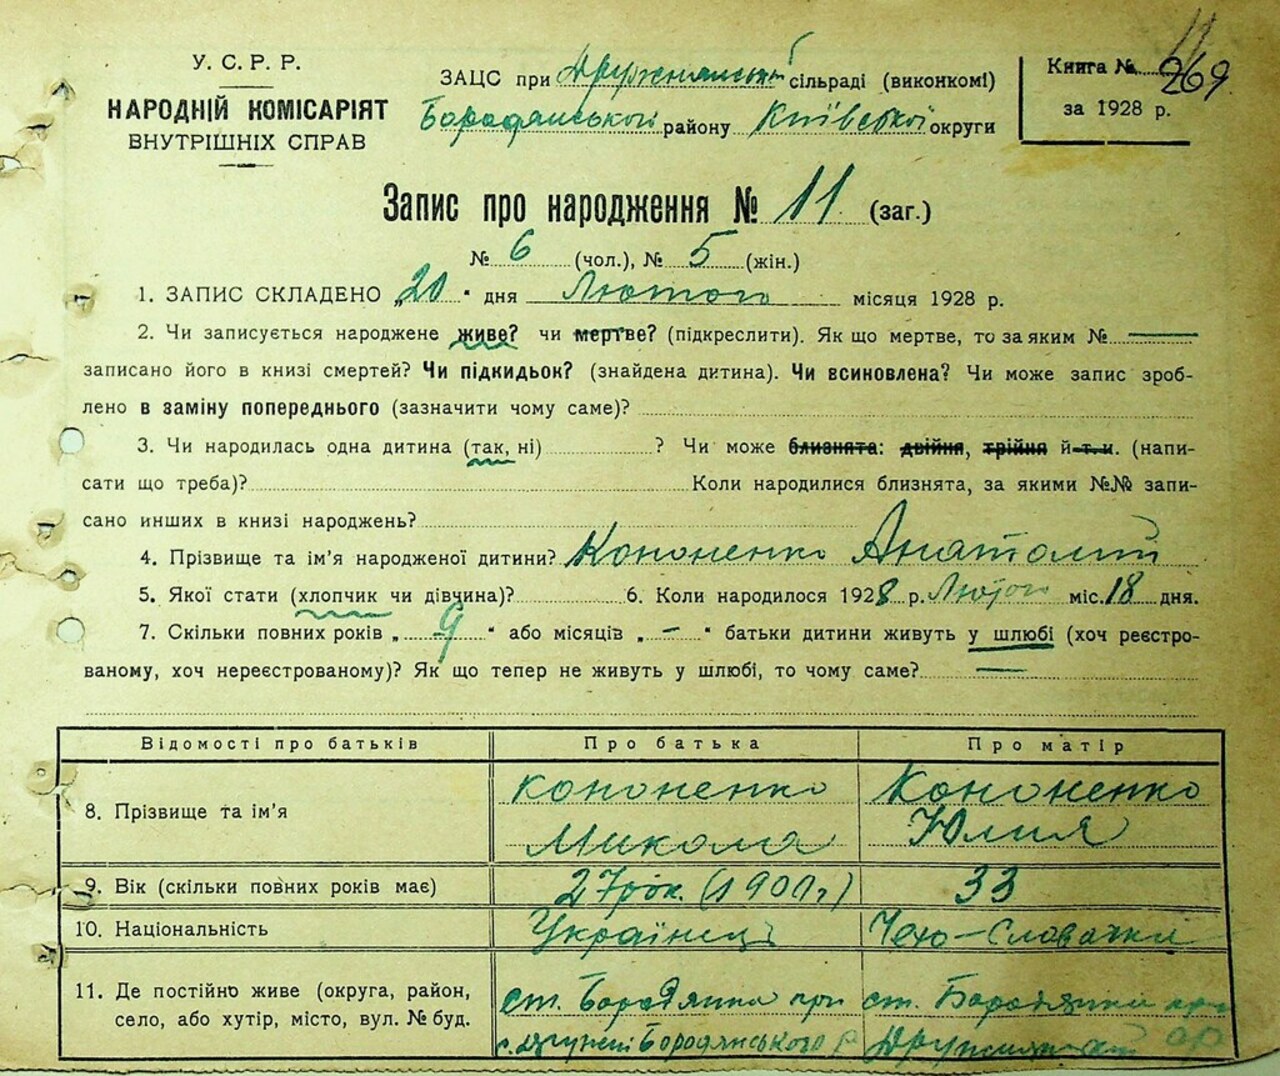 У. С. Р. Р.
НАРОДНІЙ КОМІСАРІЯТ
ВНУТРІШНІХ СПРАВ
ЗАЦС при Дружнянській сільраді (виконкомі)
Бородянського району Київської округи
Книга № 269
за 1928 р.
Запис про народження № 11 (заг.)
№ 6 (чол.), № 5 (жін.)
1. ЗАПИС СКЛАДЕНО „20" дня Лютого місяця 1928 р.
2. Чи записується народжене живе? чи мертве? (підкреслити). Як що мертве, то за яким №
записано його в книзі смертей? Чи підкидьок? (знайдена дитина). Чи всиновлена? Чи може запис зроб-
лено в заміну попереднього (зазначити чому саме)?
3. Чи народилась одна дитина (так, ні) ? Чи може близнята: двійня, трійня й т. и. (напи-
сати що треба)? Коли народилися близнята, за якими №№ запи-
сано инших в книзі народжень?
4. Прізвище та ім'я народженої дитини? Кононенко Анатолий
5. Якої стати (хлопчик чи дівчина)? 6. Коли народилося 1928 р. Лютого міс. 18 дня.
7. Скільки повних років „ 9 " або місяців „ — " батьки дитини живуть у шлюбі (хоч реєстро-
ваному, хоч нереєстрованому)? Як що тепер не живуть у шлюбі, то чому саме? —
Відомості про батьків Про батька Про матір
8. Прізвище та ім'я Кононенко Микола Кононенко Юлия
9. Вік (скільки повних років має) 27 рок. (1901 г) 33
10. Національність Українець Чехо-Словачка
11. Де постійно живе (округа, район, ст. Бородянка при ст. Бородянка при
село, або хутір, місто, вул. № буд. Бородянського р